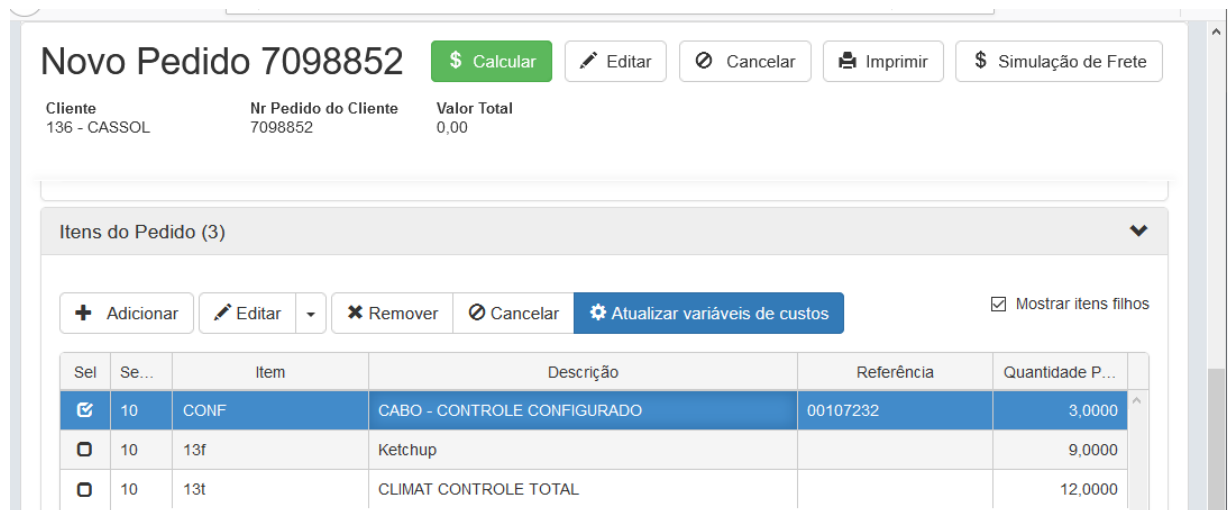 Novo Pedido 7098852 $ Calcular Editar Cancelar Imprimir $ Simulação de Frete
Cliente Nr Pedido do Cliente Valor Total
136 - CASSOL 7098852 0,00
Itens do Pedido (3)
Adicionar Editar Remover Cancelar Atualizar variáveis de custos Mostrar itens filhos
Sel Se... Item Descrição Referência Quantidade P...
10 CONF CABO - CONTROLE CONFIGURADO 00107232 3,0000
10 13f Ketchup 9,0000
10 13t CLIMAT CONTROLE TOTAL 12,0000